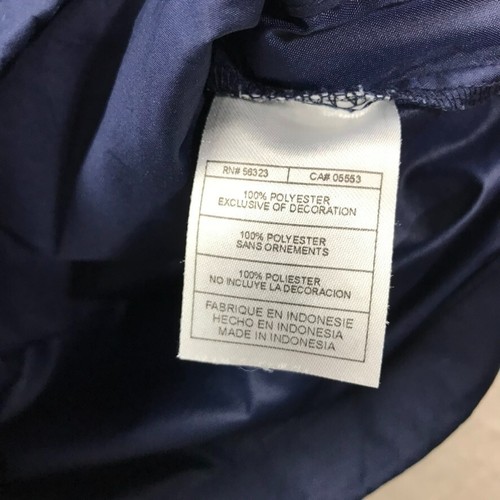 RN# 56323 CA# 05553
100% POLYESTER
EXCLUSIVE OF DECORATION
100% POLYESTER
SANS ORNEMENTS
100% POLIESTER
NO INCLUYE LA DECORACION
FABRIQUE EN INDONESIE
HECHO EN INDONESIA
MADE IN INDONESIA